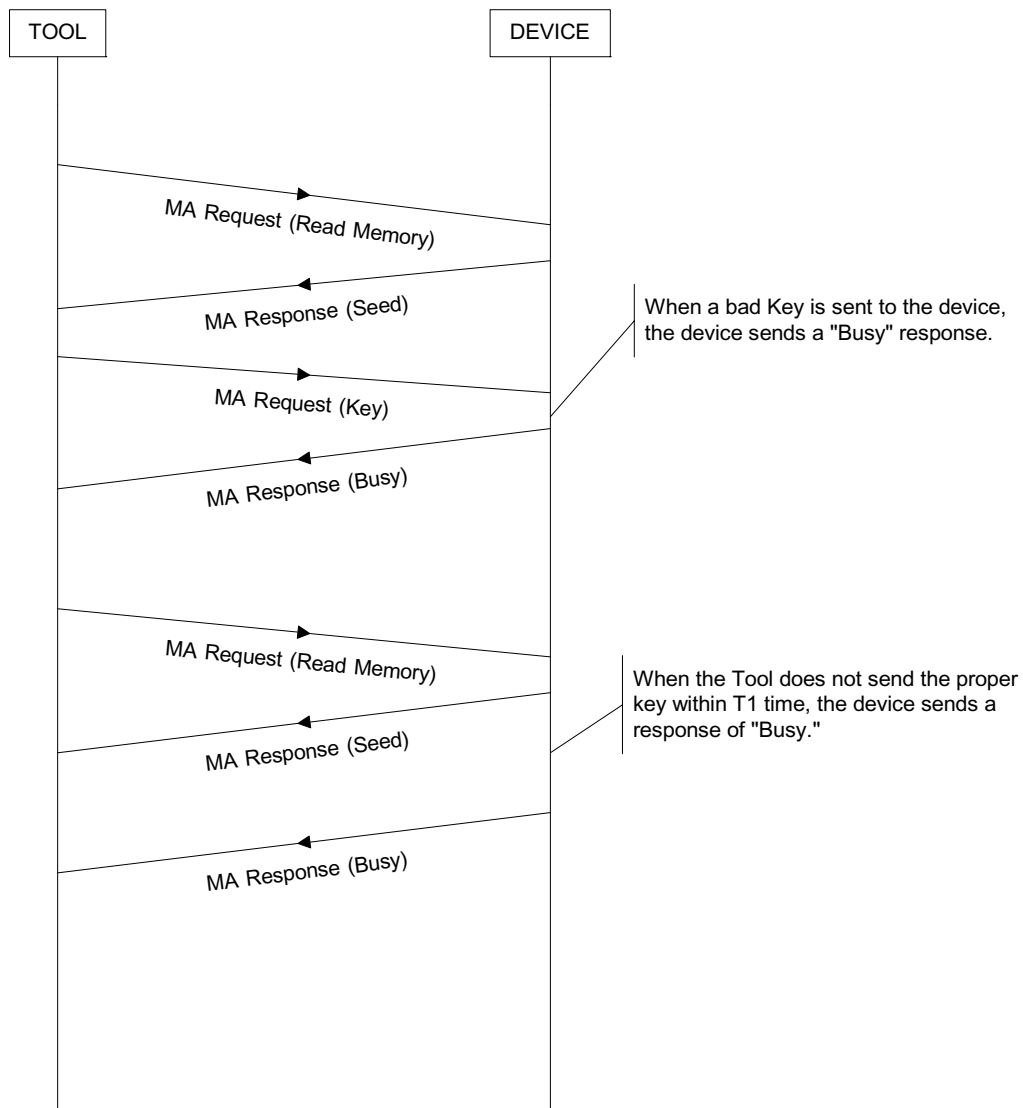 TOOL
DEVICE
MA Request (Read Memory)
MA Response (Seed)
When a bad Key is sent to the device,
the device sends a "Busy" response.
MA Request (Key)
MA Response (Busy)
MA Request (Read Memory)
When the Tool does not send the proper
key within T1 time, the device sends a
response of "Busy."
MA Response (Seed)
MA Response (Busy)